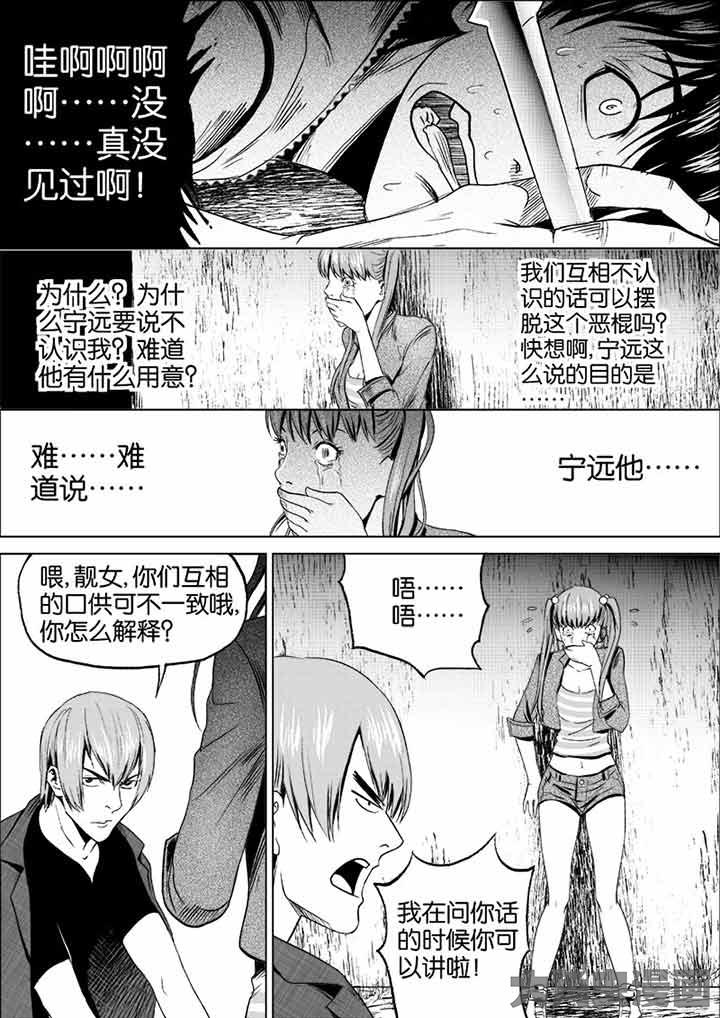 哇啊啊啊
啊……没
……真没
见过啊！
为什么？为什
么宁远要说不
认识我？难道
他有什么用意？
我们互相不认
识的话可以摆
脱这个恶棍吗？
快想啊，宁远这
么说的目的是
……
难……难
道说……
宁远他……
喂，靓女，你们互相
的口供可不一致哦，
你怎么解释？
唔……
唔……
我在问你话
的时候你可
以讲啦！